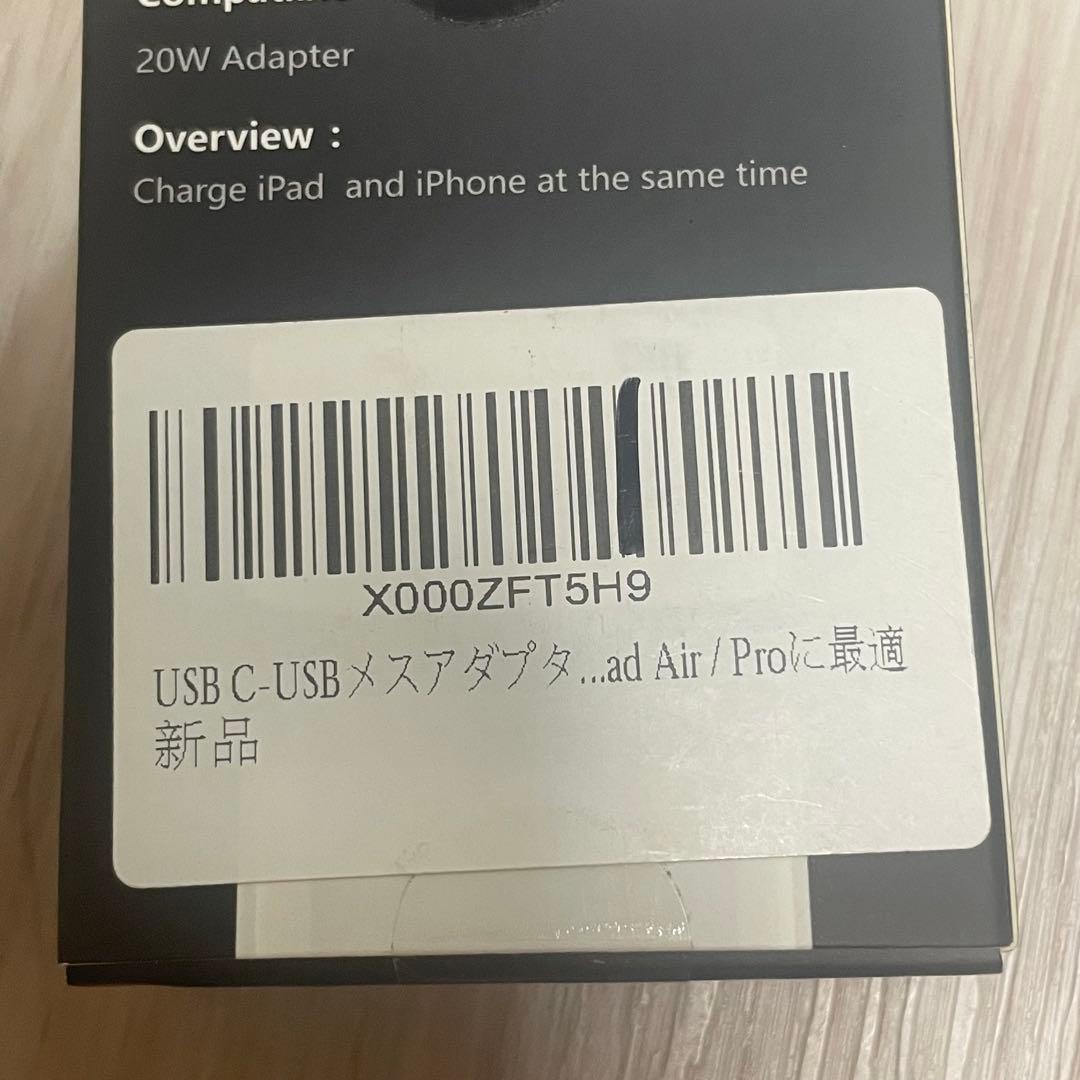 20W Adapter
Overview :
Charge iPad and iPhone at the same time
X000ZFT5H9
USB C-USBメスアダプタ...ad Air / Proに最適
新品